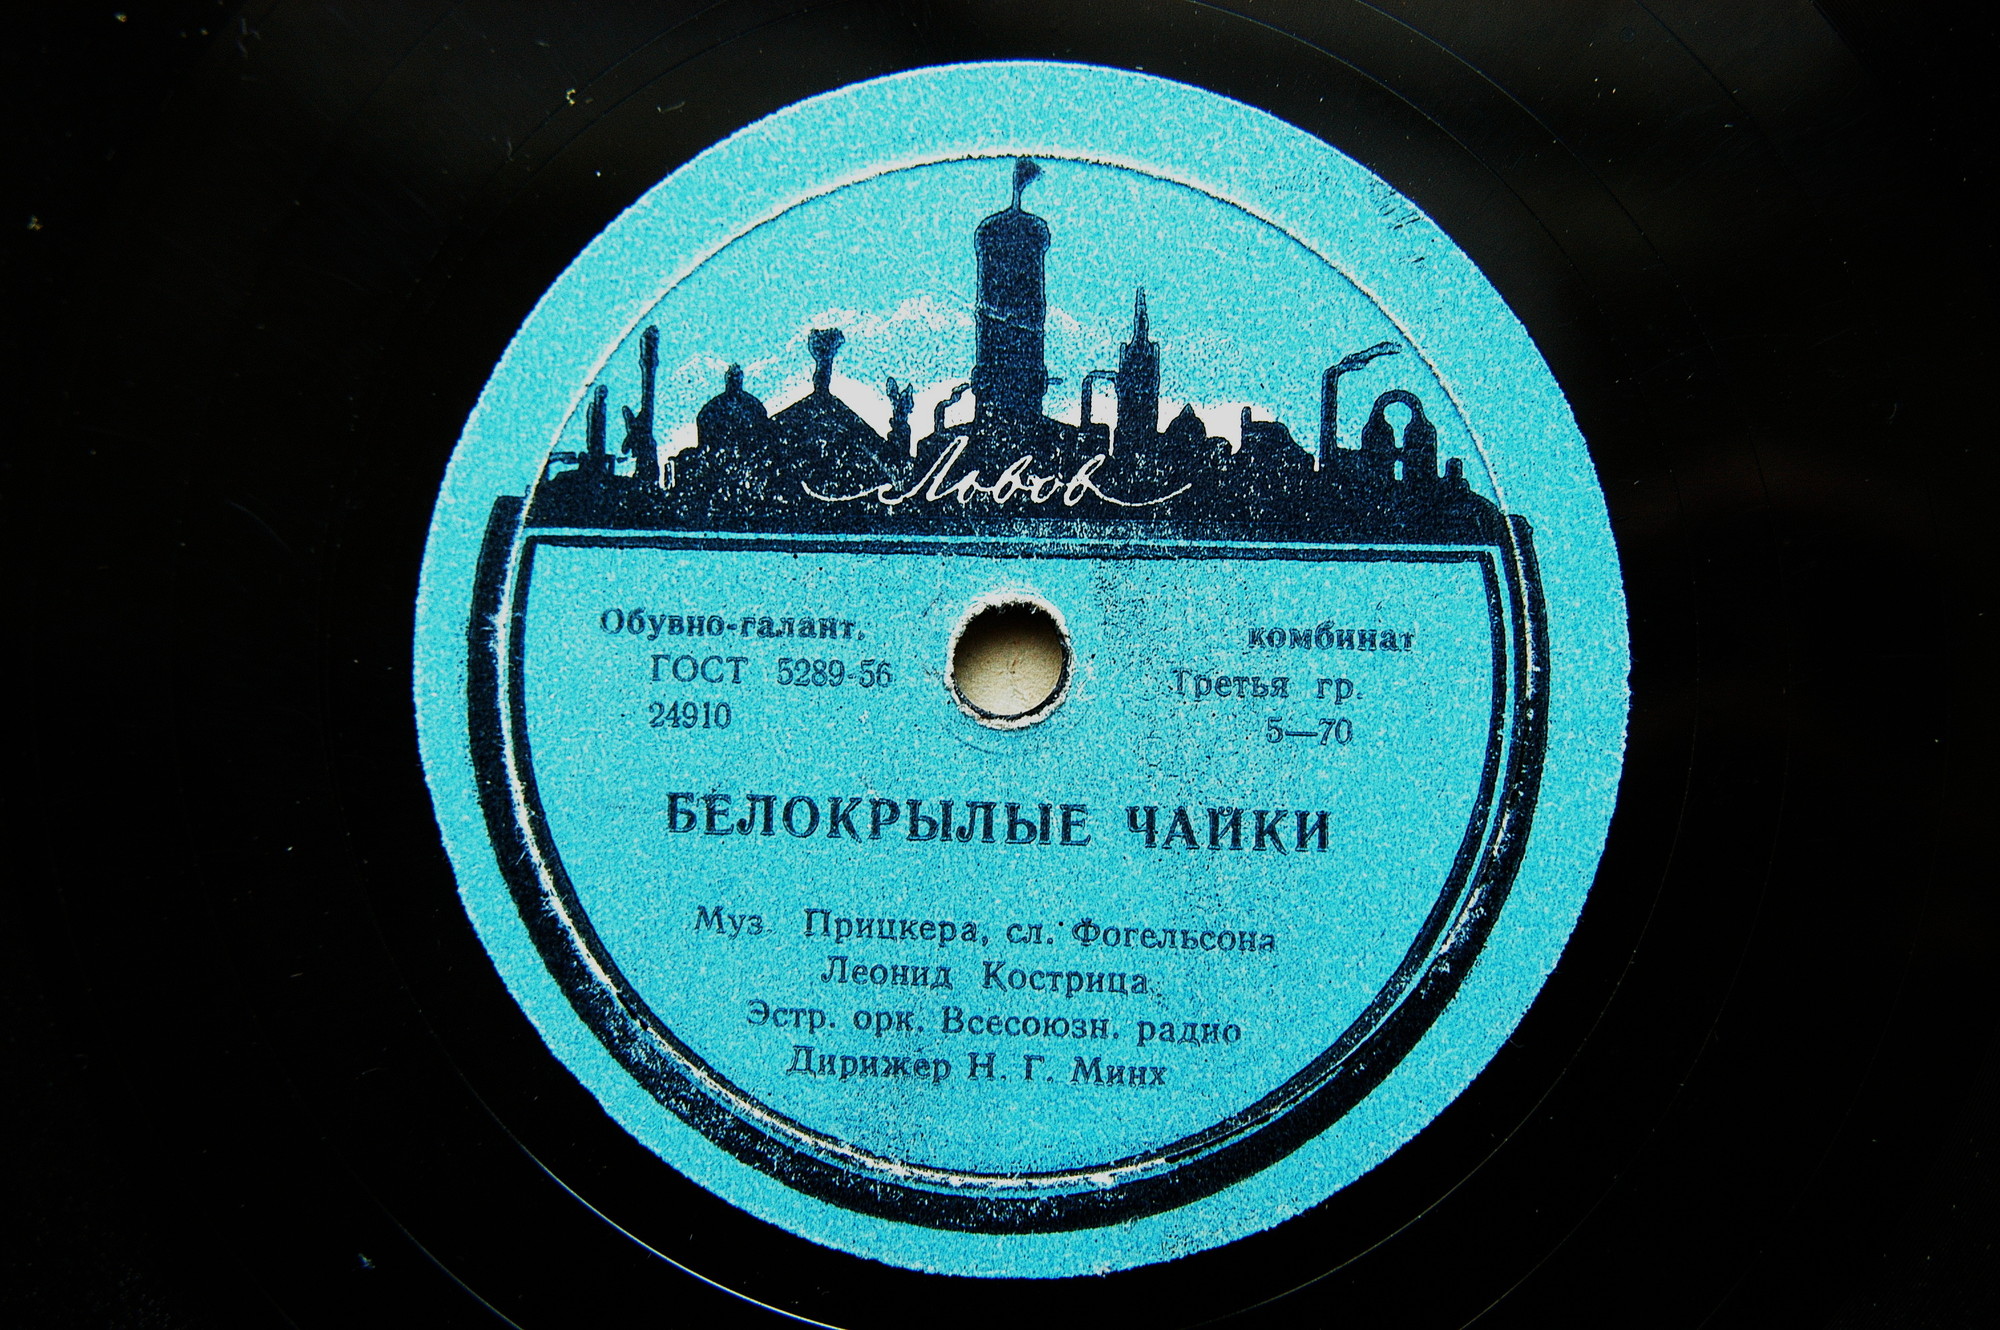 Львов
Обувно-галант. комбинат
ГОСТ 5289-56 Третья гр.
24910 5—70
БЕЛОКРЫЛЫЕ ЧАЙКИ
Муз. Прицкера, сл. Фогельсона
Леонид Кострица
Эстр. орк. Всесоюзн. радио
Дирижер Н. Г. Минх